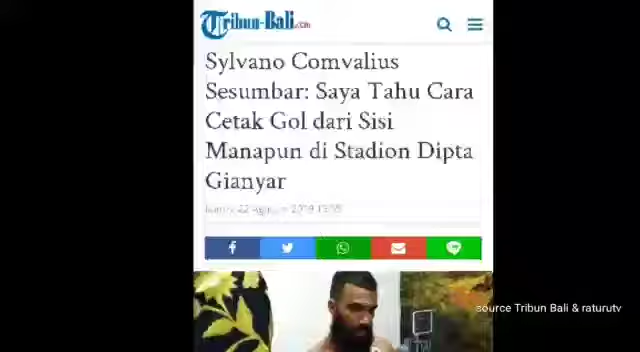 Tribun-Bali.com
Sylvano Comvalius
Sesumbar: Saya Tahu Cara
Cetak Gol dari Sisi
Manapun di Stadion Dipta
Gianyar
source Tribun Bali & raturutv